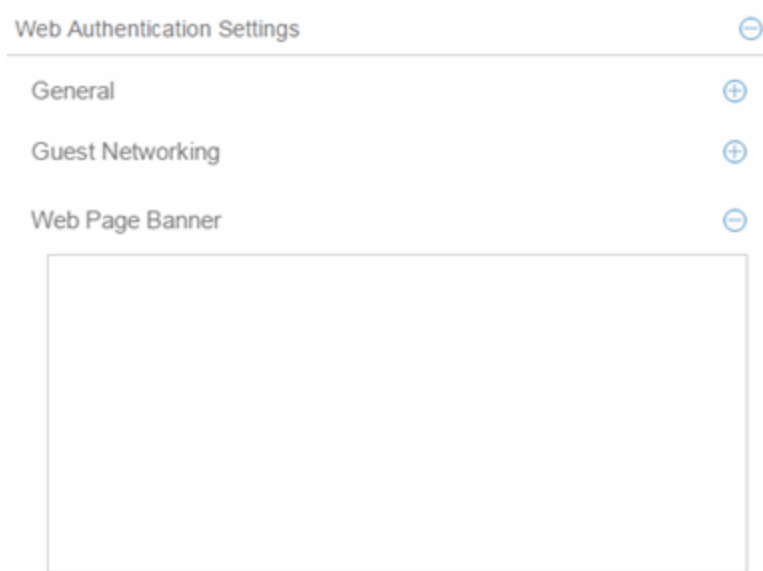 Web Authentication Settings
General
Guest Networking
Web Page Banner